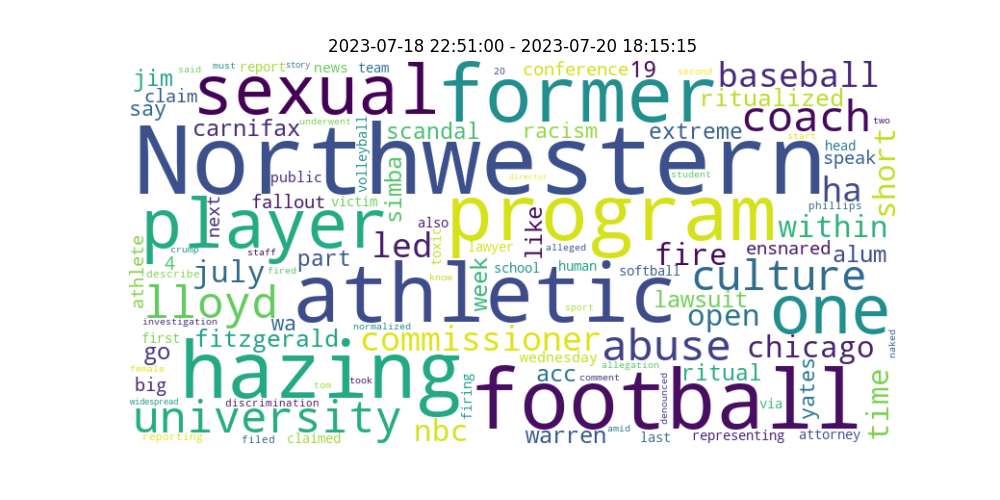 2023-07-18 22:51:00 - 2023-07-20 18:15:15
jim said must report story news team 20 conference 19 second baseball
say claim sexual former ritualized
carnifax underwent scandal racism extreme coach two
Northwestern volleyball start head speak
public simba director student ha short
next fallout victim player also like program phillips within
athlete crump staff led toxic lawyer alleged fire ensnared alum
4 describe july fired part athletic know week school human softball culture
lloyd sport lawsuit open one
investigation wa normalized
first fitzgerald commissioner abuse chicago naked
go hazing wednesday allegation
female big tom took firing acc comment ritual yates time
widespread discrimination football denounced via
university
reporting filed claimed nbc warren amid last representing attorney